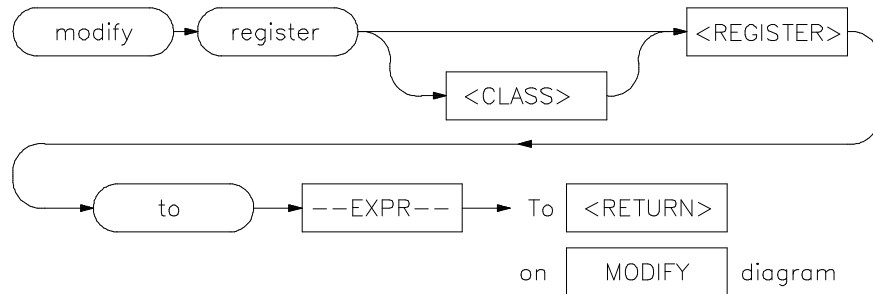 modify register <REGISTER>
<CLASS>
to --EXPR-- To <RETURN>
on MODIFY diagram